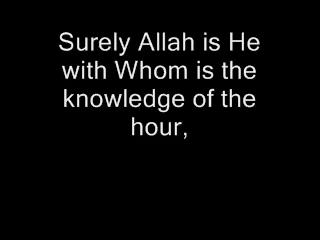 Surely Allah is He
with Whom is the
knowledge of the
hour,